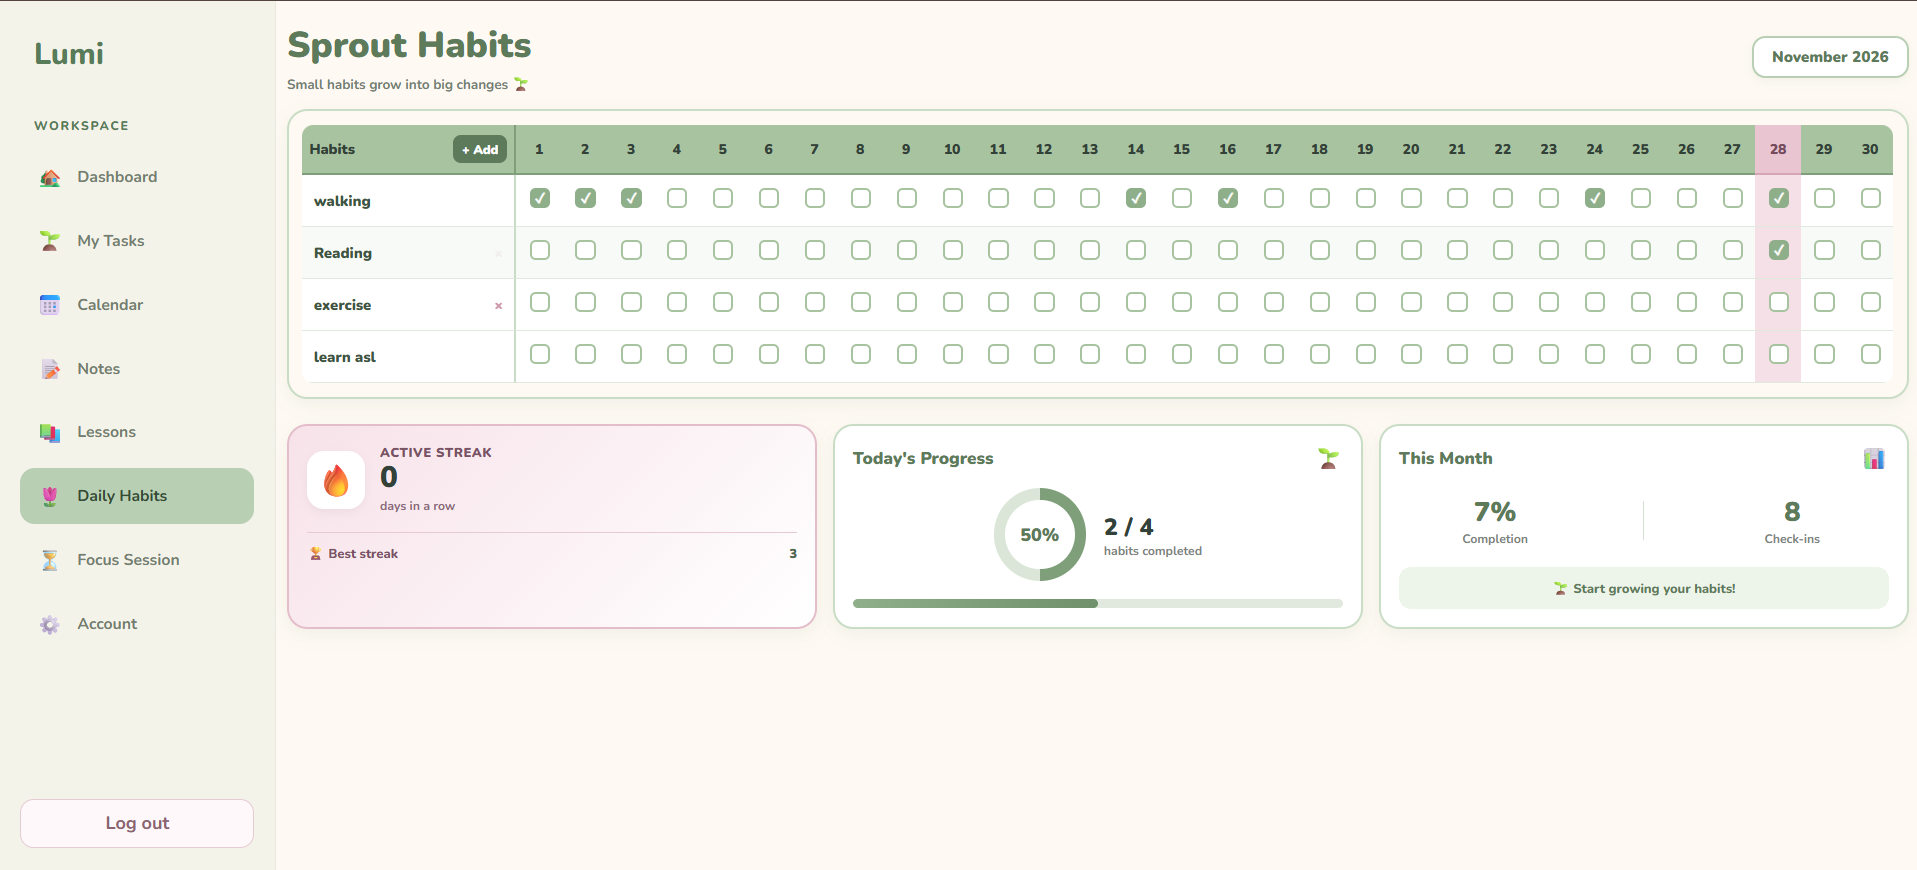 Lumi
WORKSPACE
Dashboard
My Tasks
Calendar
Notes
Lessons
Daily Habits
Focus Session
Account
Log out
Sprout Habits
Small habits grow into big changes
November 2026
Habits + Add 1 2 3 4 5 6 7 8 9 10 11 12 13 14 15 16 17 18 19 20 21 22 23 24 25 26 27 28 29 30
walking
Reading ×
exercise ×
learn asl
ACTIVE STREAK
0
days in a row
Best streak 3
Today's Progress
50%
2 / 4
habits completed
This Month
7%
Completion
8
Check-ins
Start growing your habits!